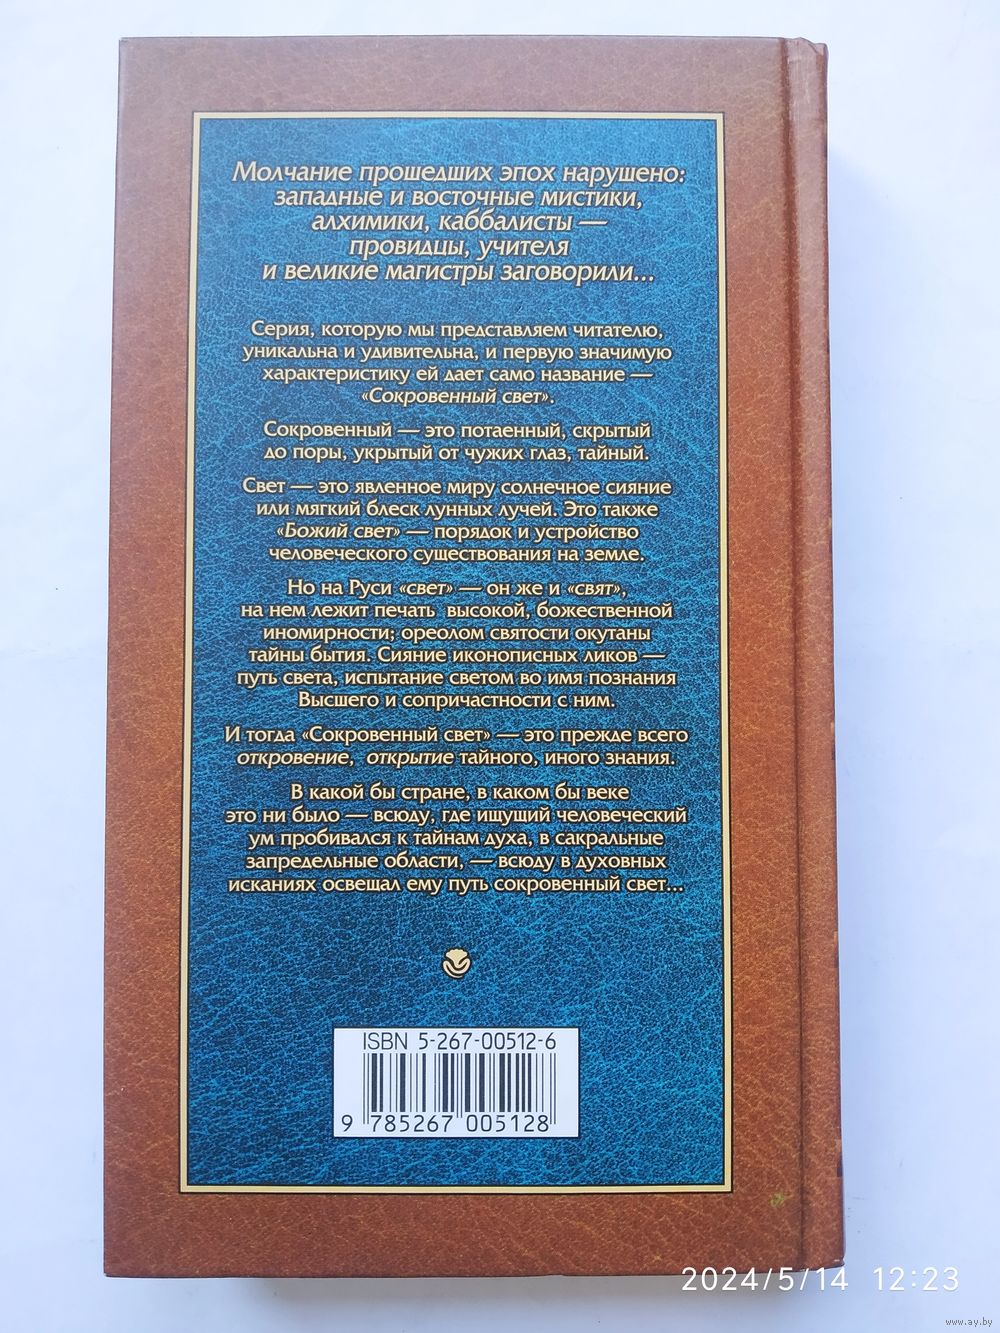 Молчание прошедших эпох нарушено:
западные и восточные мистики,
алхимики, каббалисты —
провидцы, учителя
и великие магистры заговорили...
Серия, которую мы представляем читателю,
уникальна и удивительна, и первую значимую
характеристику ей дает само название —
«Сокровенный свет».
Сокровенный — это потаенный, скрытый
до поры, укрытый от чужих глаз, тайный.
Свет — это явленное миру солнечное сияние
или мягкий блеск лунных лучей. Это также
«Божий свет» — порядок и устройство
человеческого существования на земле.
Но на Руси «свет» — он же и «свят»,
на нем лежит печать высокой, божественной
иномирности; ореолом святости окутаны
тайны бытия. Сияние иконописных ликов —
путь света, испытание светом во имя познания
Высшего и сопричастности с ним.
И тогда «Сокровенный свет» — это прежде всего
откровение, открытие тайного, иного знания.
В какой бы стране, в каком бы веке
это ни было — всюду, где ищущий человеческий
ум пробивался к тайнам духа, в сакральные
запредельные области, — всюду в духовных
исканиях освещал ему путь сокровенный свет...
ISBN 5-267-00512-6
9 785267 005128
2024/5/14 12:23
www.ay.by